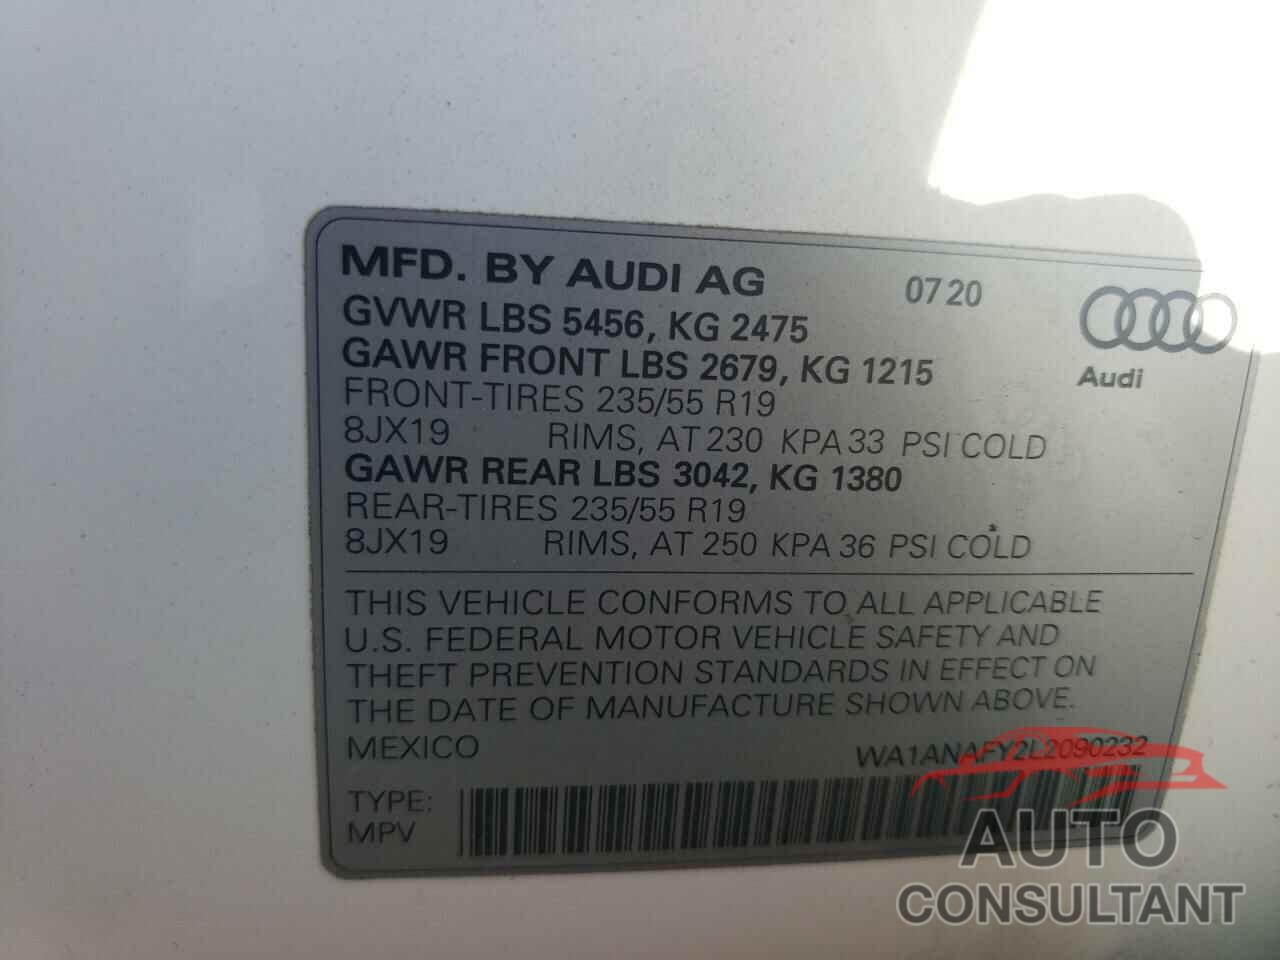 MFD. BY AUDI AG 07 20
GVWR LBS 5456, KG 2475
GAWR FRONT LBS 2679, KG 1215
Audi
FRONT-TIRES 235/55 R19
8JX19 RIMS, AT 230 KPA 33 PSI COLD
GAWR REAR LBS 3042, KG 1380
REAR-TIRES 235/55 R19
8JX19 RIMS, AT 250 KPA 36 PSI COLD
THIS VEHICLE CONFORMS TO ALL APPLICABLE
U.S. FEDERAL MOTOR VEHICLE SAFETY AND
THEFT PREVENTION STANDARDS IN EFFECT ON
THE DATE OF MANUFACTURE SHOWN ABOVE.
MEXICO WA1ANAFY2L2090232
TYPE:
MPV
AUTO
CONSULTANT